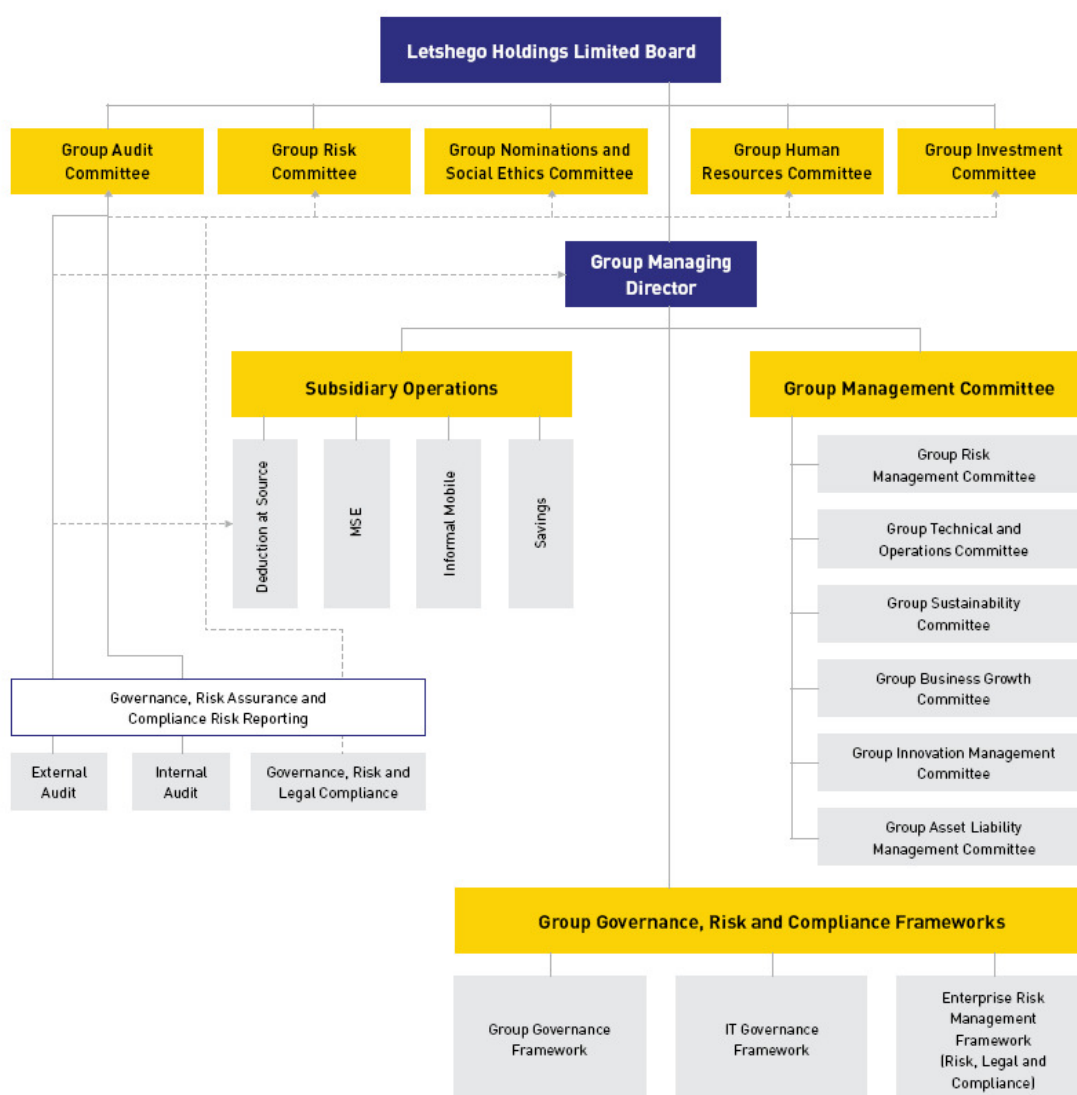 Letshego Holdings Limited Board
Group Audit
Committee
Group Risk
Committee
Group Nominations and
Social Ethics Committee
Group Human
Resources Committee
Group Investment
Committee
Group Managing
Director
Subsidiary Operations
Group Management Committee
Deduction at Source
MSE
Informal Mobile
Savings
Group Risk
Management Committee
Group Technical and
Operations Committee
Group Sustainability
Committee
Group Business Growth
Committee
Group Innovation Management
Committee
Group Asset Liability
Management Committee
Governance, Risk Assurance and
Compliance Risk Reporting
External
Audit
Internal
Audit
Governance, Risk and
Legal Compliance
Group Governance, Risk and Compliance Frameworks
Group Governance
Framework
IT Governance
Framework
Enterprise Risk
Management
Framework
(Risk, Legal and
Compliance)